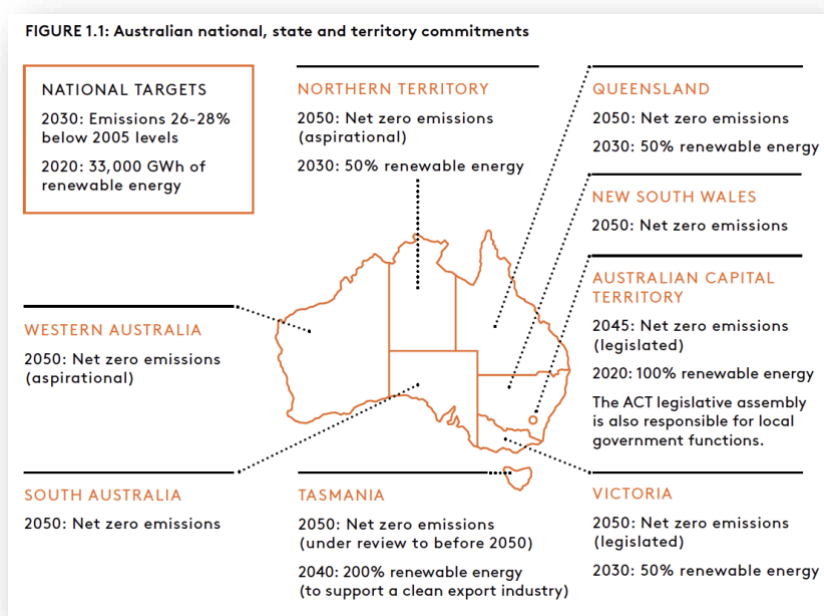 FIGURE 1.1: Australian national, state and territory commitments
NATIONAL TARGETS
2030: Emissions 26-28%
below 2005 levels
2020: 33,000 GWh of
renewable energy
NORTHERN TERRITORY
2050: Net zero emissions
(aspirational)
2030: 50% renewable energy
QUEENSLAND
2050: Net zero emissions
2030: 50% renewable energy
NEW SOUTH WALES
2050: Net zero emissions
AUSTRALIAN CAPITAL
TERRITORY
2045: Net zero emissions
(legislated)
2020: 100% renewable energy
The ACT legislative assembly
is also responsible for local
government functions.
WESTERN AUSTRALIA
2050: Net zero emissions
(aspirational)
SOUTH AUSTRALIA
2050: Net zero emissions
TASMANIA
2050: Net zero emissions
(under review to before 2050)
2040: 200% renewable energy
(to support a clean export industry)
VICTORIA
2050: Net zero emissions
(legislated)
2030: 50% renewable energy